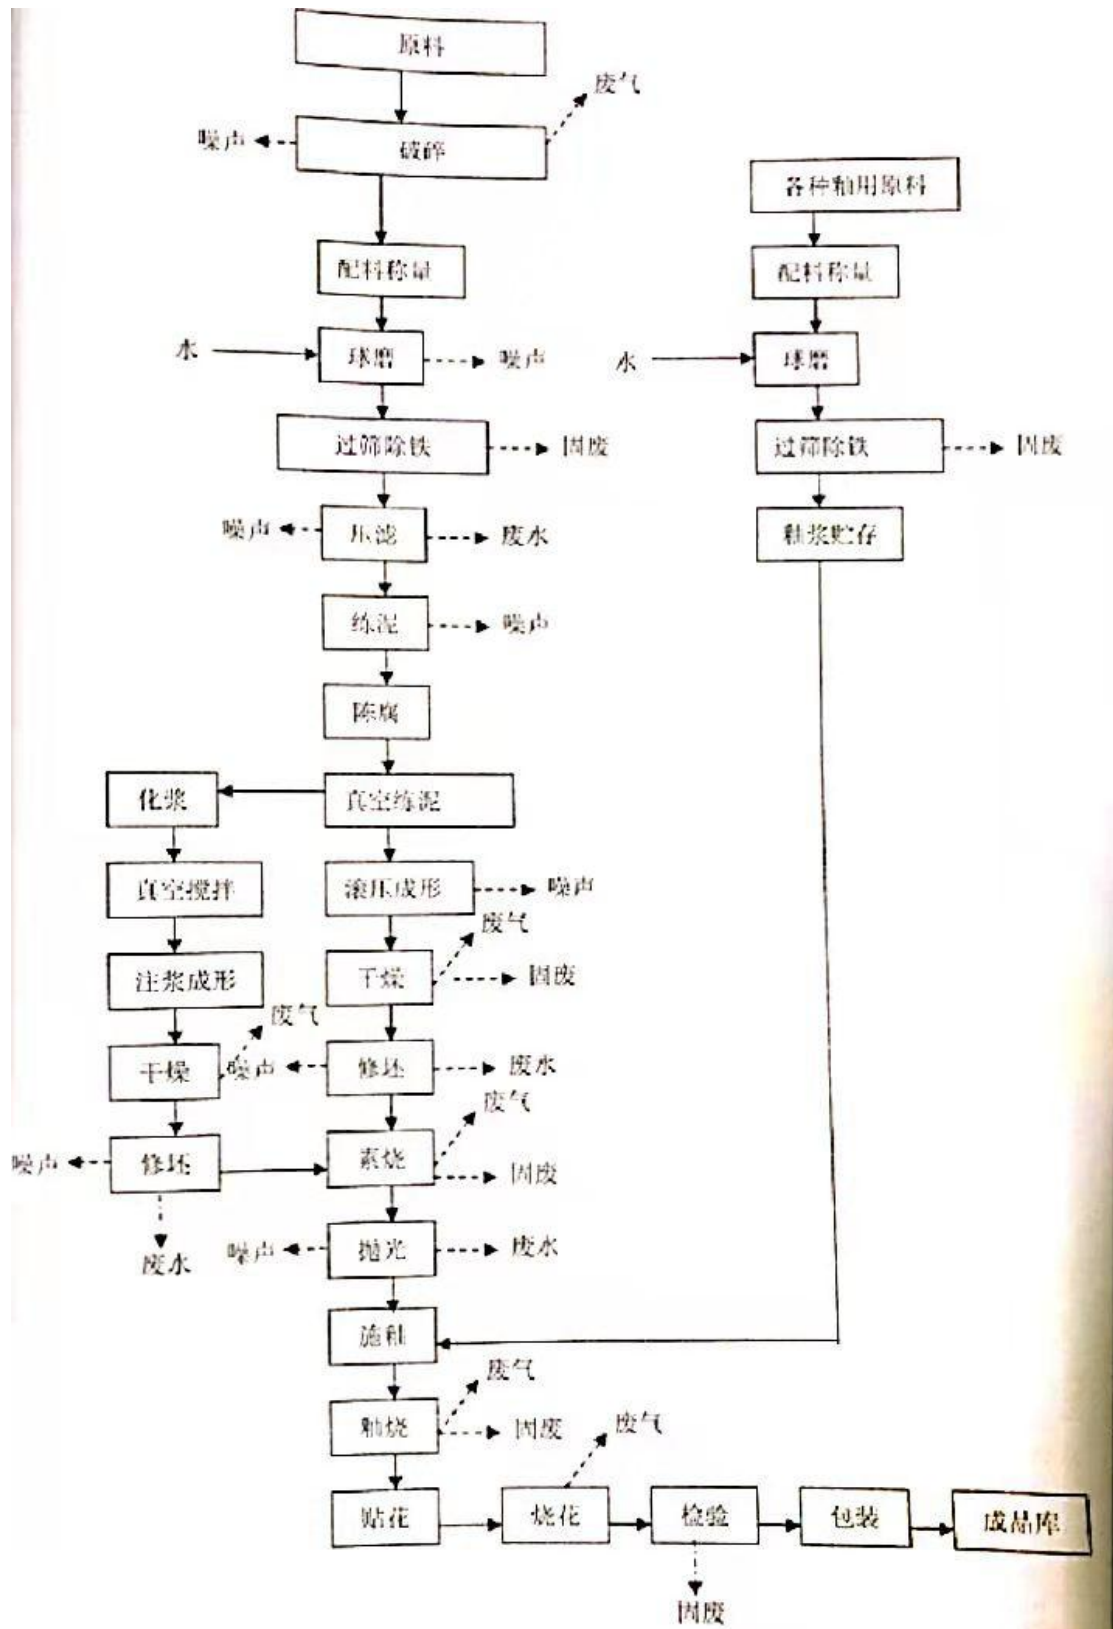 原料
废气
噪声
破碎
各种釉用原料
配料称量
配料称量
水
球磨
噪声
水
球磨
过筛除铁
固废
过筛除铁
固废
噪声
压滤
废水
釉浆贮存
练泥
噪声
陈腐
化浆
真空练泥
真空搅拌
滚压成形
噪声
废气
注浆成形
干燥
固废
废气
干燥
噪声
修坯
废水
废气
噪声
修坯
素烧
固废
废水
噪声
抛光
废水
施釉
废气
釉烧
固废
废气
贴花
烧花
检验
包装
成品库
固废